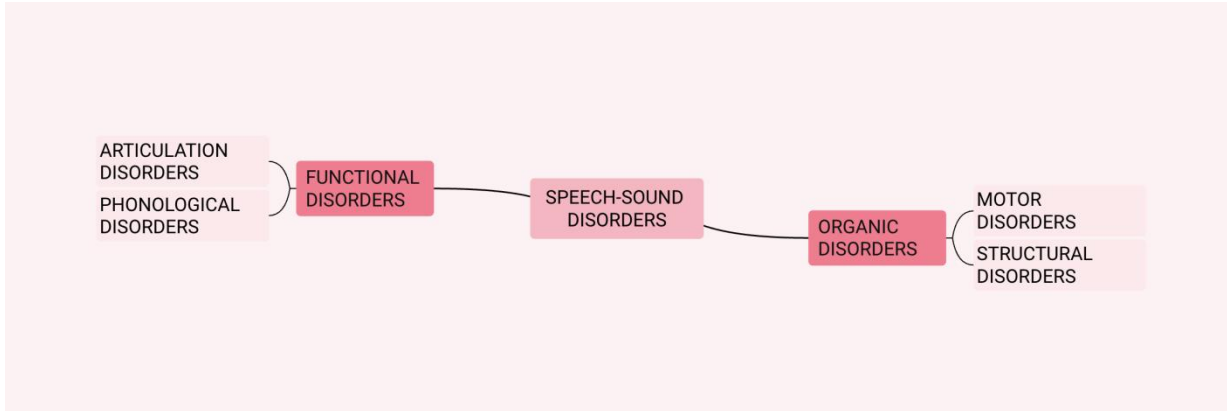 ARTICULATION
DISORDERS
PHONOLOGICAL
DISORDERS
FUNCTIONAL
DISORDERS
SPEECH-SOUND
DISORDERS
ORGANIC
DISORDERS
MOTOR
DISORDERS
STRUCTURAL
DISORDERS